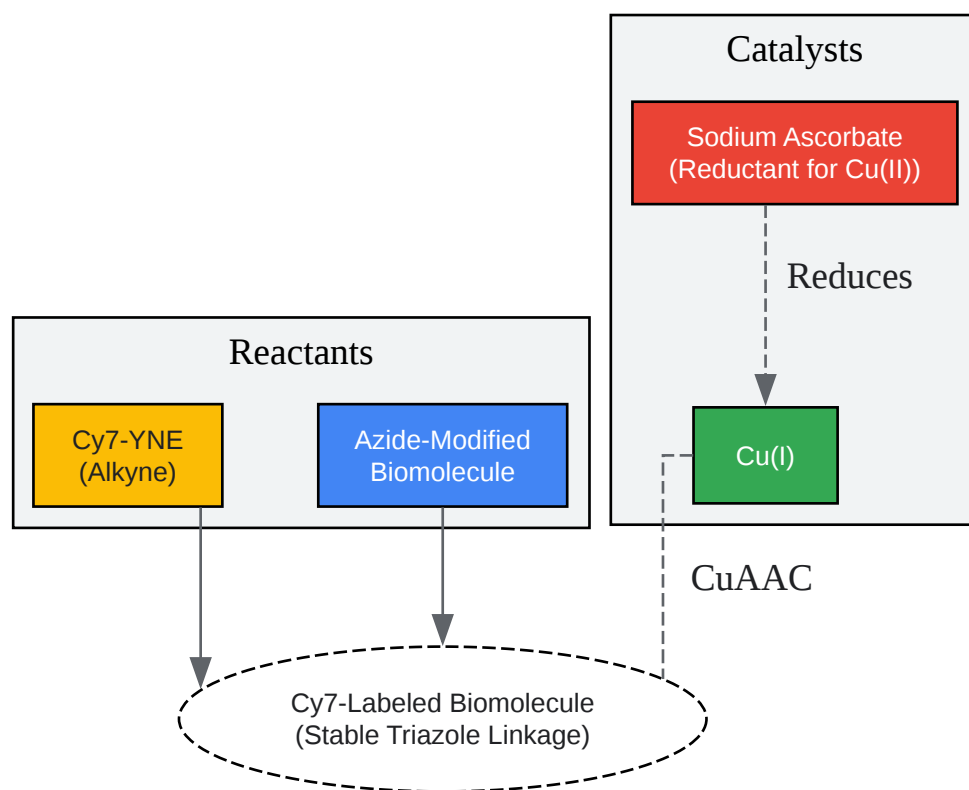 Catalysts
Sodium Ascorbate
(Reductant for Cu(II))
Reduces
Reactants
Cy7-YNE
(Alkyne)
Azide-Modified
Biomolecule
Cu(I)
CuAAC
Cy7-Labeled Biomolecule
(Stable Triazole Linkage)